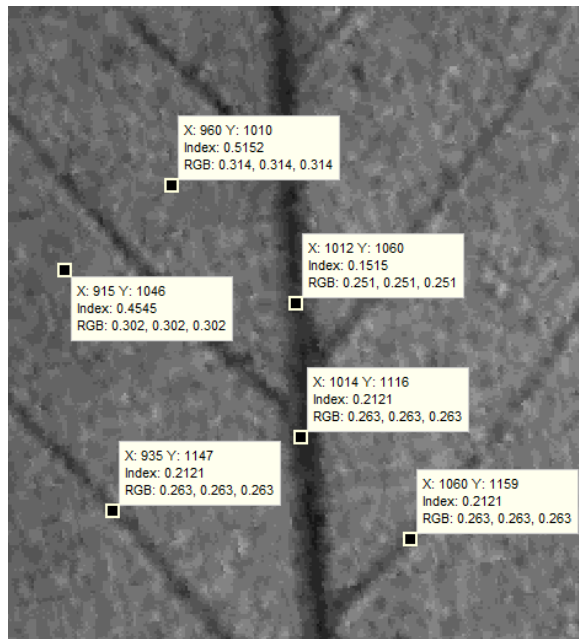 X: 960 Y: 1010
Index: 0.5152
RGB: 0.314, 0.314, 0.314
X: 1012 Y: 1060
Index: 0.1515
RGB: 0.251, 0.251, 0.251
X: 915 Y: 1046
Index: 0.4545
RGB: 0.302, 0.302, 0.302
X: 1014 Y: 1116
Index: 0.2121
RGB: 0.263, 0.263, 0.263
X: 935 Y: 1147
Index: 0.2121
RGB: 0.263, 0.263, 0.263
X: 1060 Y: 1159
Index: 0.2121
RGB: 0.263, 0.263, 0.263